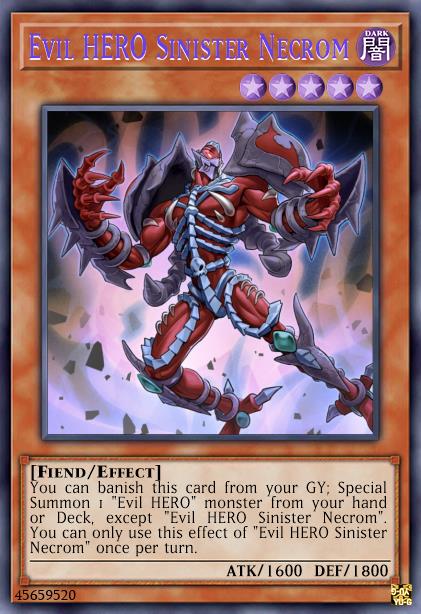 Evil HERO Sinister Necrom
DARK
闇
[Fiend/Effect]
You can banish this card from your GY; Special
Summon 1 "Evil HERO" monster from your hand
or Deck, except "Evil HERO Sinister Necrom".
You can only use this effect of "Evil HERO Sinister
Necrom" once per turn.
ATK/1600 DEF/1800
45659520